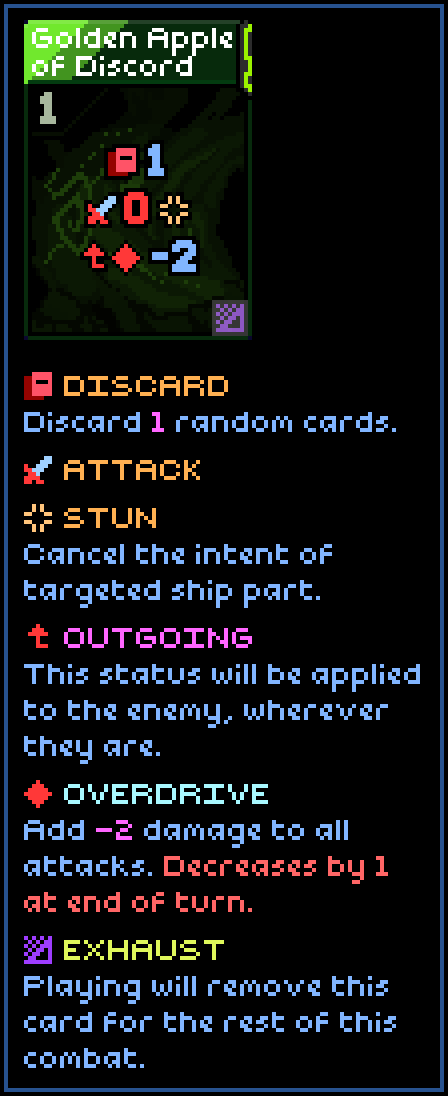 Golden Apple
of Discord
1
1
0
-2
DISCARD
Discard 1 random cards.
ATTACK
STUN
Cancel the intent of
targeted ship part.
OUTGOING
This status will be applied
to the enemy, wherever
they are.
OVERDRIVE
Add -2 damage to all
attacks. Decreases by 1
at end of turn.
EXHAUST
Playing will remove this
card for the rest of this
combat.